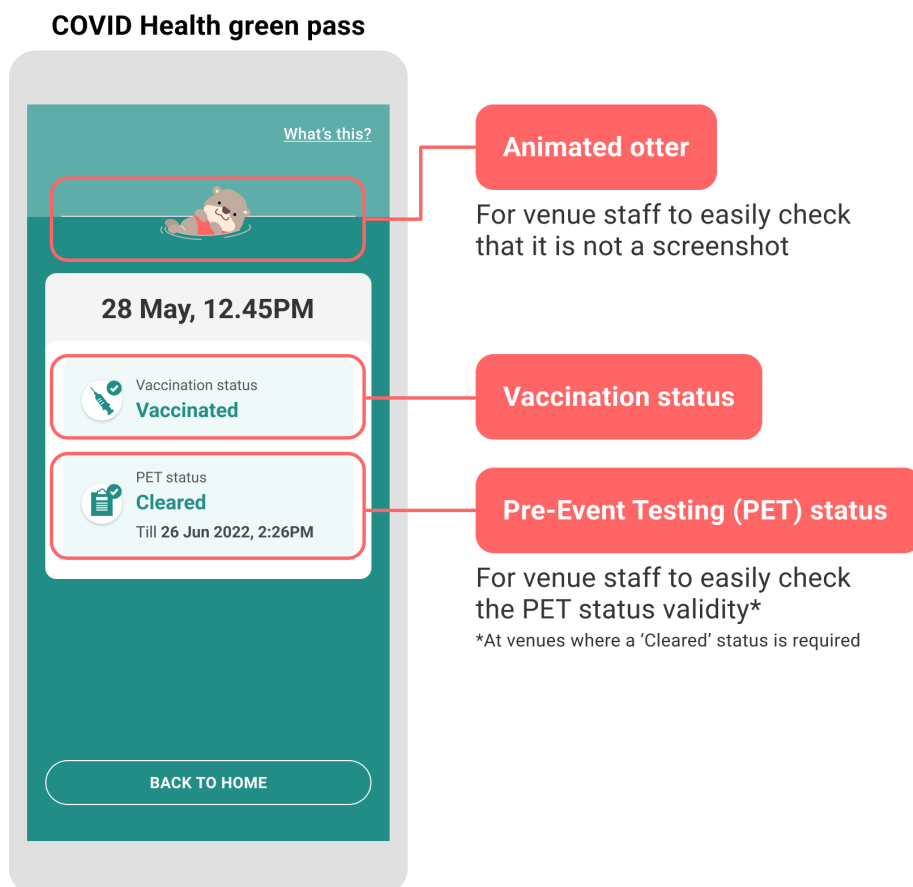 COVID Health green pass
What's this?
28 May, 12.45PM
Vaccination status
Vaccinated
PET status
Cleared
Till 26 Jun 2022, 2:26PM
BACK TO HOME
Animated otter
For venue staff to easily check
that it is not a screenshot
Vaccination status
Pre-Event Testing (PET) status
For venue staff to easily check
the PET status validity*
*At venues where a ‘Cleared’ status is required